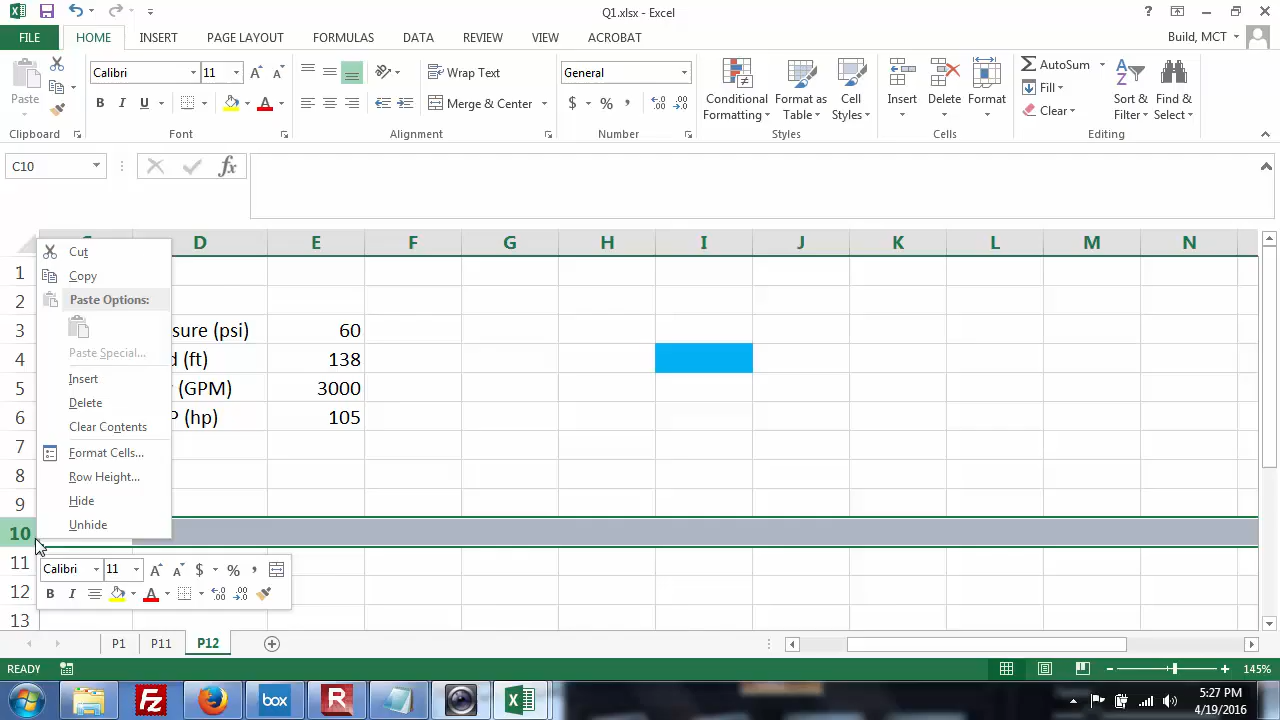 Q1.xlsx - Excel
?
FILE HOME INSERT PAGE LAYOUT FORMULAS DATA REVIEW VIEW ACROBAT
Build, MCT
Paste
Clipboard
Calibri 11
B I U
Font
Wrap Text
Merge & Center
Alignment
General
$ % ,
Number
Conditional Formatting
Format as Table
Cell Styles
Styles
Insert Delete Format
Cells
AutoSum
Fill
Clear
Sort & Filter
Find & Select
Editing
C10
fx
D E F G H I J K L M N
1
2
3 sure (psi) 60
4 d (ft) 138
5 (GPM) 3000
6 P (hp) 105
7
8
9
10
11
12
13
Cut
Copy
Paste Options:
Paste Special...
Insert
Delete
Clear Contents
Format Cells...
Row Height...
Hide
Unhide
Calibri 11 A A $ % ,
B I A
P1 P11 P12
READY
145%
box
5:27 PM
4/19/2016